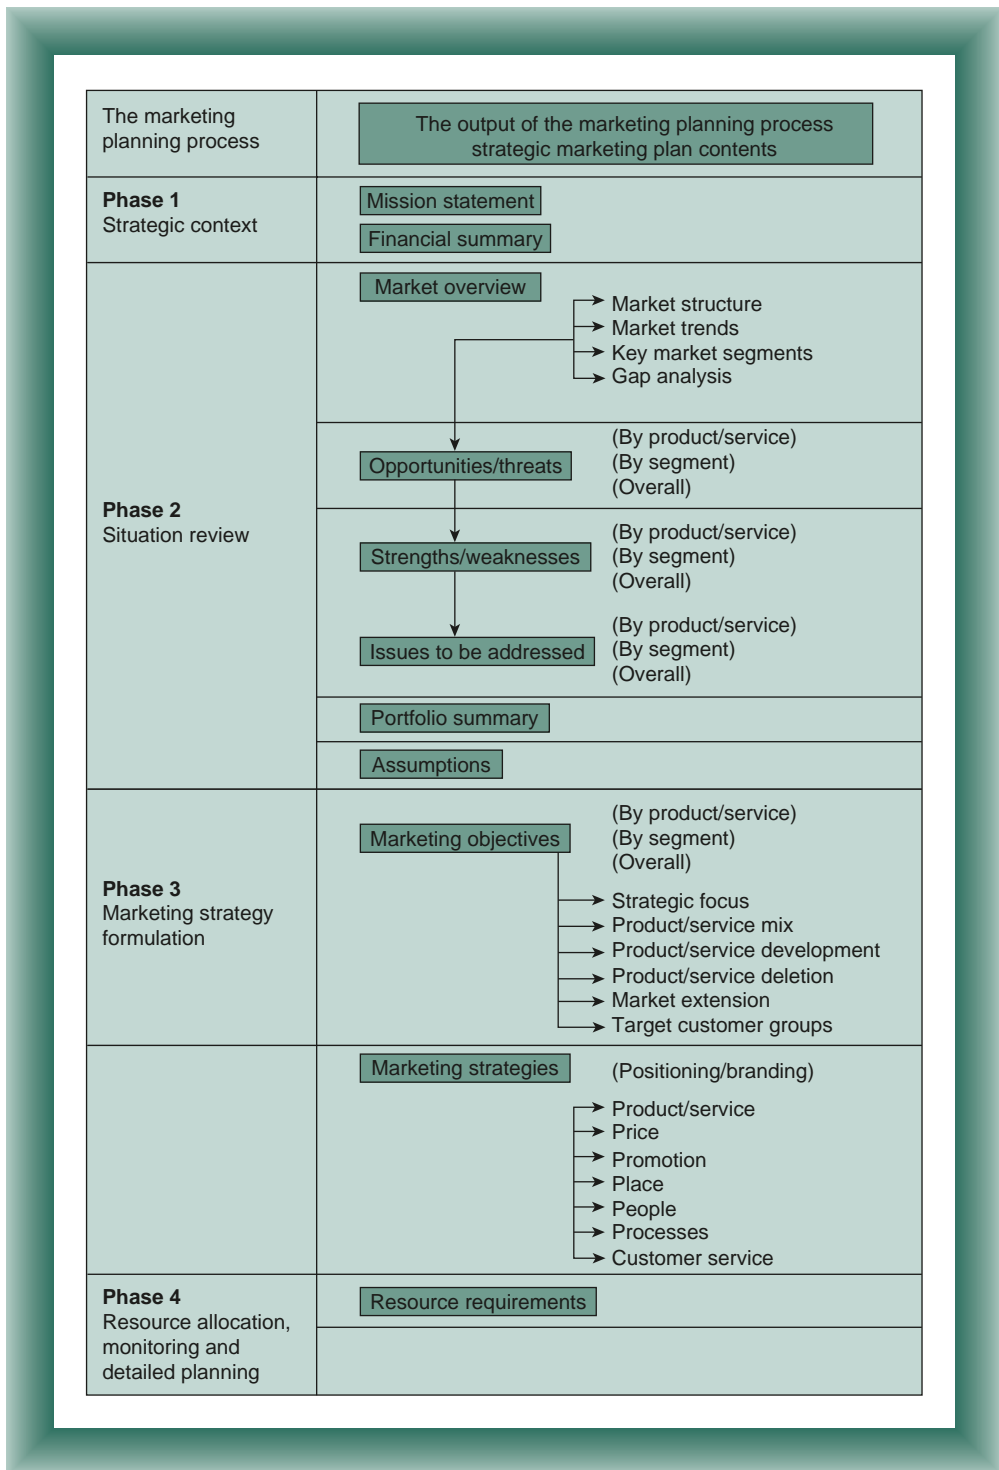 The marketing
planning process
The output of the marketing planning process
strategic marketing plan contents
Phase 1
Strategic context
Mission statement
Financial summary
Phase 2
Situation review
Market overview
Market structure
Market trends
Key market segments
Gap analysis
Opportunities/threats
(By product/service)
(By segment)
(Overall)
Strengths/weaknesses
(By product/service)
(By segment)
(Overall)
Issues to be addressed
(By product/service)
(By segment)
(Overall)
Portfolio summary
Assumptions
Phase 3
Marketing strategy
formulation
Marketing objectives
(By product/service)
(By segment)
(Overall)
Strategic focus
Product/service mix
Product/service development
Product/service deletion
Market extension
Target customer groups
Marketing strategies
(Positioning/branding)
Product/service
Price
Promotion
Place
People
Processes
Customer service
Phase 4
Resource allocation,
monitoring and
detailed planning
Resource requirements